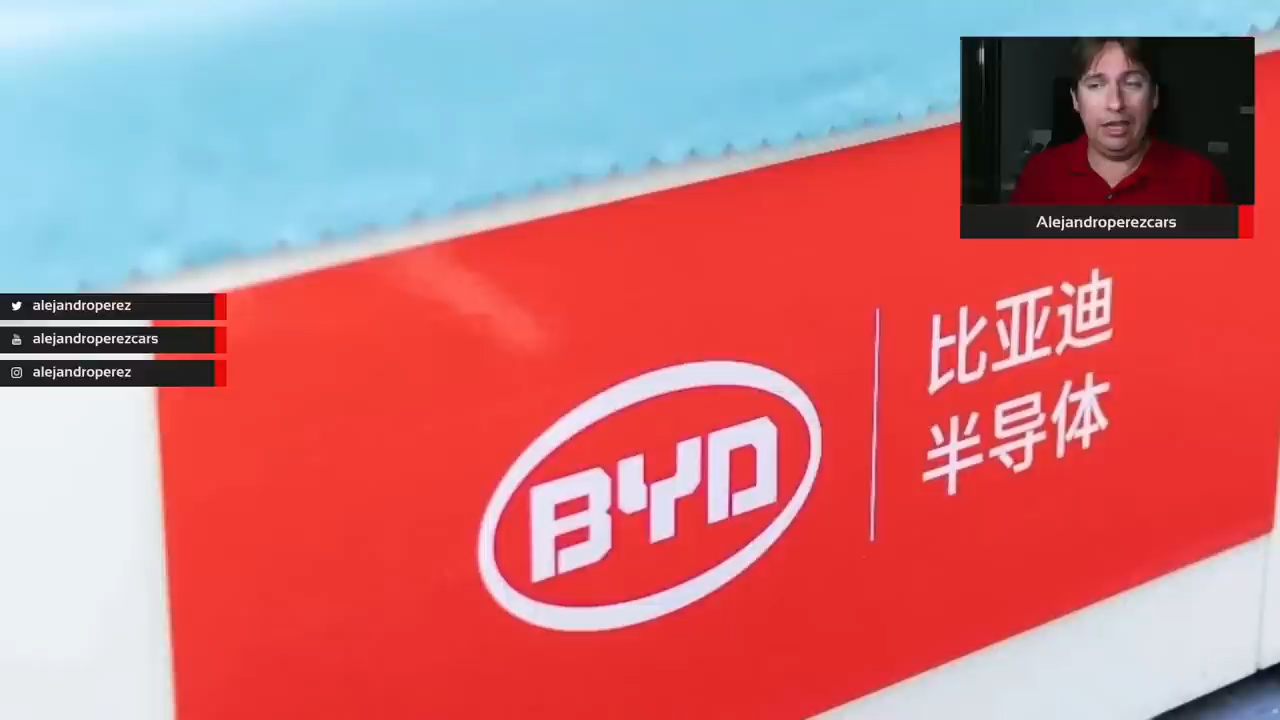 Alejandroperezcars
alejandroperez
alejandroperezcars
alejandroperez
BYD
比亚迪
半导体